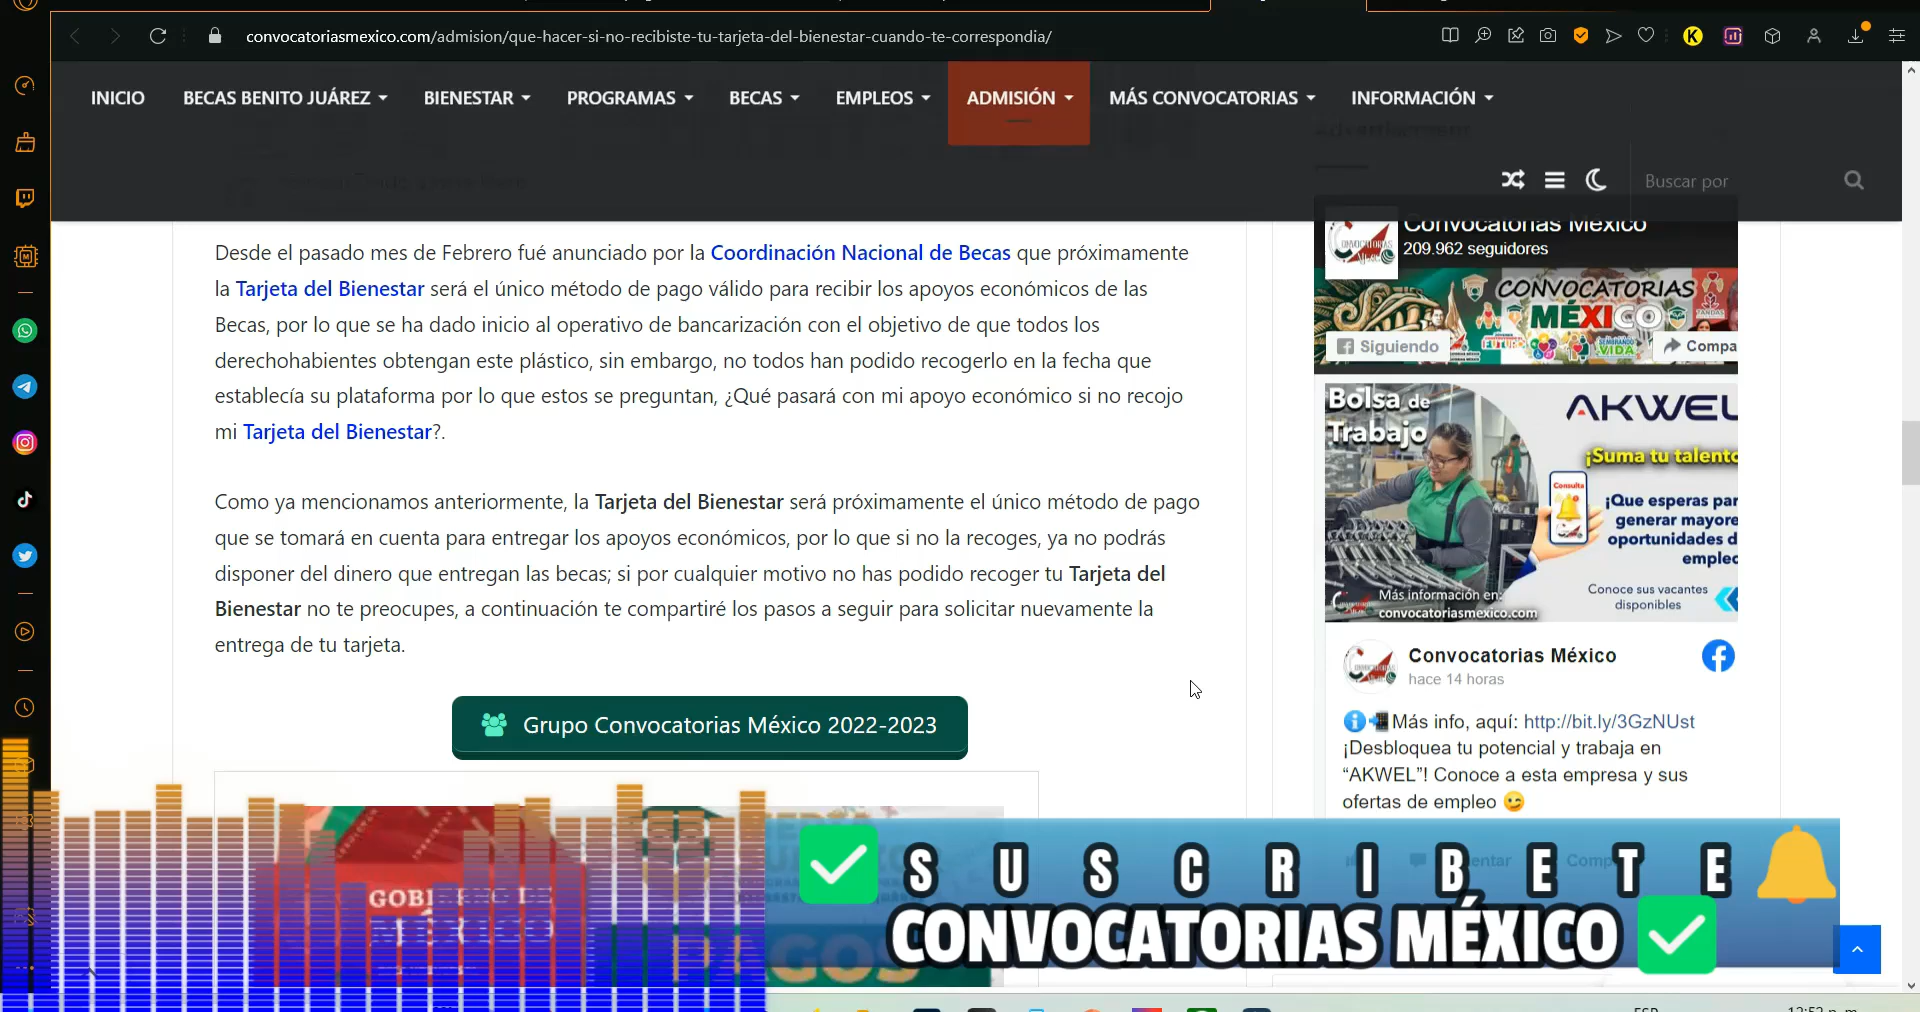 convocatoriasmexico.com/admision/que-hacer-si-no-recibiste-tu-tarjeta-del-bienestar-cuando-te-correspondia/
INICIO BECAS BENITO JUÁREZ BIENESTAR PROGRAMAS BECAS EMPLEOS ADMISIÓN MÁS CONVOCATORIAS INFORMACIÓN
Advertisement
Buscar por
Desde el pasado mes de Febrero fué anunciado por la Coordinación Nacional de Becas que próximamente
la Tarjeta del Bienestar será el único método de pago válido para recibir los apoyos económicos de las
Becas, por lo que se ha dado inicio al operativo de bancarización con el objetivo de que todos los
derechohabientes obtengan este plástico, sin embargo, no todos han podido recogerlo en la fecha que
establecía su plataforma por lo que estos se preguntan, ¿Qué pasará con mi apoyo económico si no recojo
mi Tarjeta del Bienestar?.
Como ya mencionamos anteriormente, la Tarjeta del Bienestar será próximamente el único método de pago
que se tomará en cuenta para entregar los apoyos económicos, por lo que si no la recoges, ya no podrás
disponer del dinero que entregan las becas; si por cualquier motivo no has podido recoger tu Tarjeta del
Bienestar no te preocupes, a continuación te compartiré los pasos a seguir para solicitar nuevamente la
entrega de tu tarjeta.
Grupo Convocatorias México 2022-2023
Convocatorias México
209.962 seguidores
CONVOCATORIAS
MÉXICO
Siguiendo
Compa
Bolsa de
Trabajo
AKWEL
¡Suma tu talento
Consulta
¡Que esperas par
generar mayore
oportunidades d
empleo
Conoce sus vacantes
disponibles
Más información en:
convocatoriasmexico.com
Convocatorias México
hace 14 horas
Más info, aquí: http://bit.ly/3GzNUst
¡Desbloquea tu potencial y trabaja en
“AKWEL”! Conoce a esta empresa y sus
ofertas de empleo
GOBIERNO DE
MÉXICO
PAGOS
SUSCRIBETE
CONVOCATORIAS MÉXICO